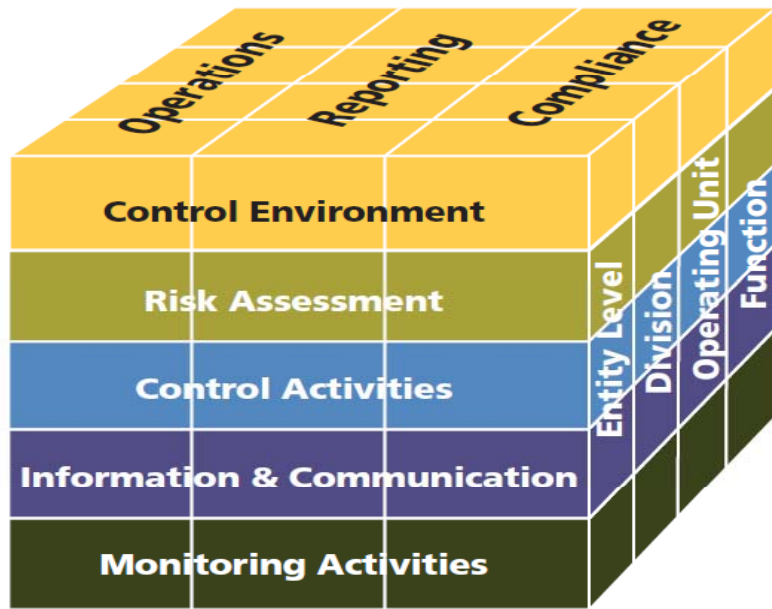 Operations
Reporting
Compliance
Control Environment
Risk Assessment
Control Activities
Information & Communication
Monitoring Activities
Entity Level
Division
Operating Unit
Function